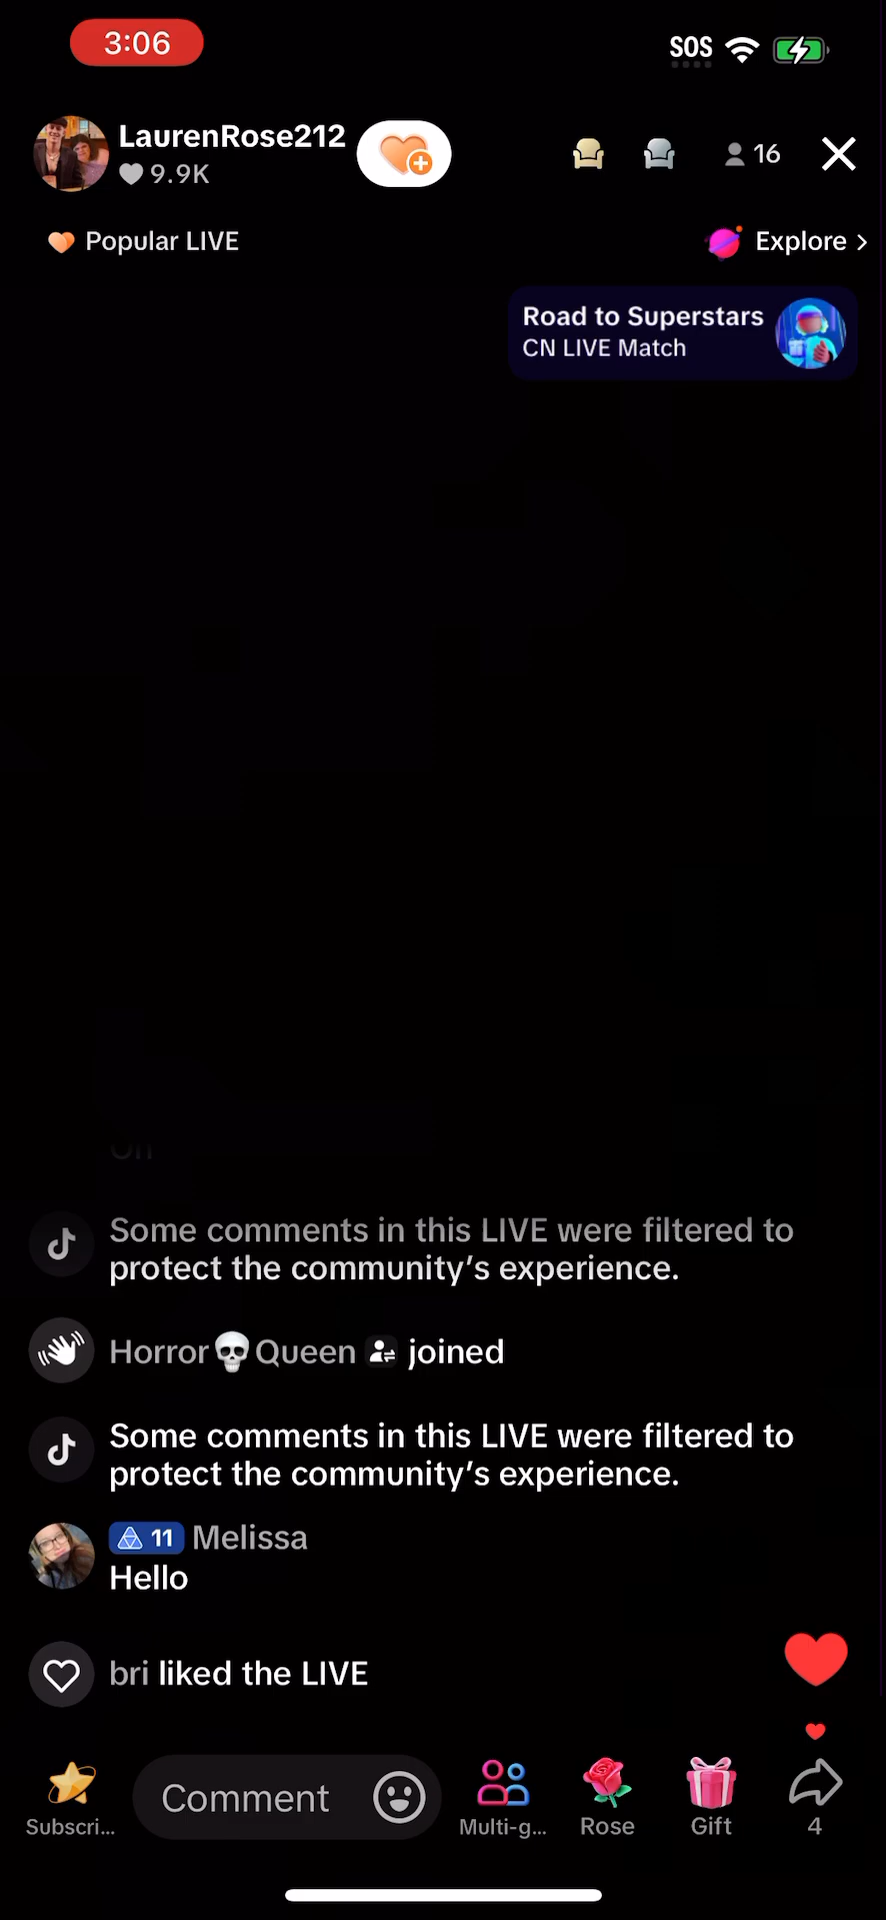 3:06
SOS
LaurenRose212
9.9K
16
Popular LIVE
Explore >
Road to Superstars
CN LIVE Match
Some comments in this LIVE were filtered to
protect the community’s experience.
Horror💀Queen joined
Some comments in this LIVE were filtered to
protect the community’s experience.
11 Melissa
Hello
bri liked the LIVE
Comment
Subscri...
Multi-g...
Rose
Gift
4